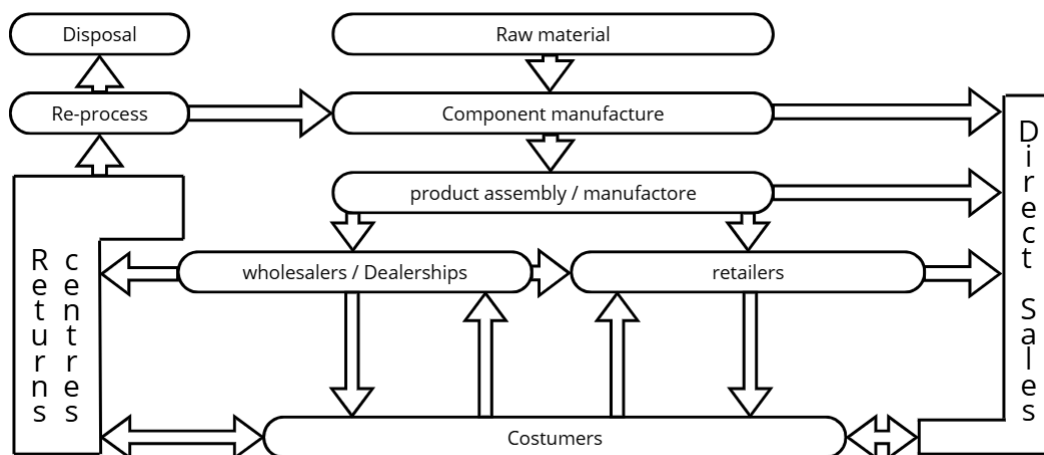 Disposal
Raw material
Re-process
Component manufacture
product assembly / manufactore
wholesalers / Dealerships
retailers
Costumers
Returns
centres
Direct Sales